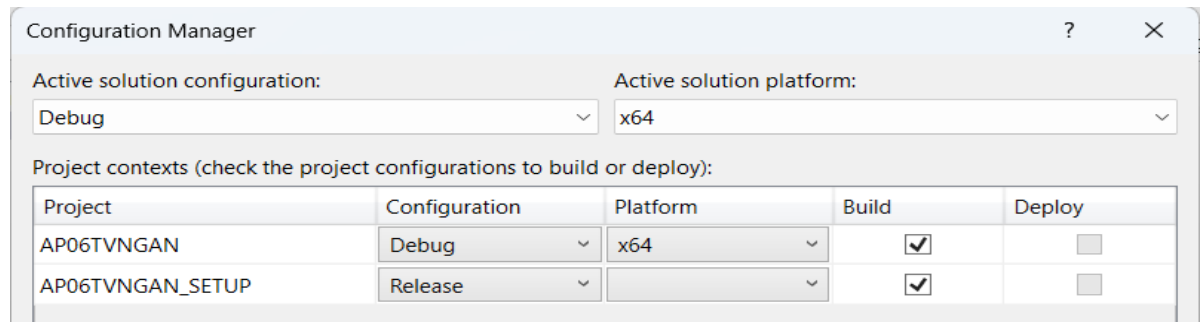 Configuration Manager ?
Active solution configuration: Active solution platform:
Debug x64
Project contexts (check the project configurations to build or deploy):
Project Configuration Platform Build Deploy
AP06TVNGAN Debug x64
AP06TVNGAN_SETUP Release